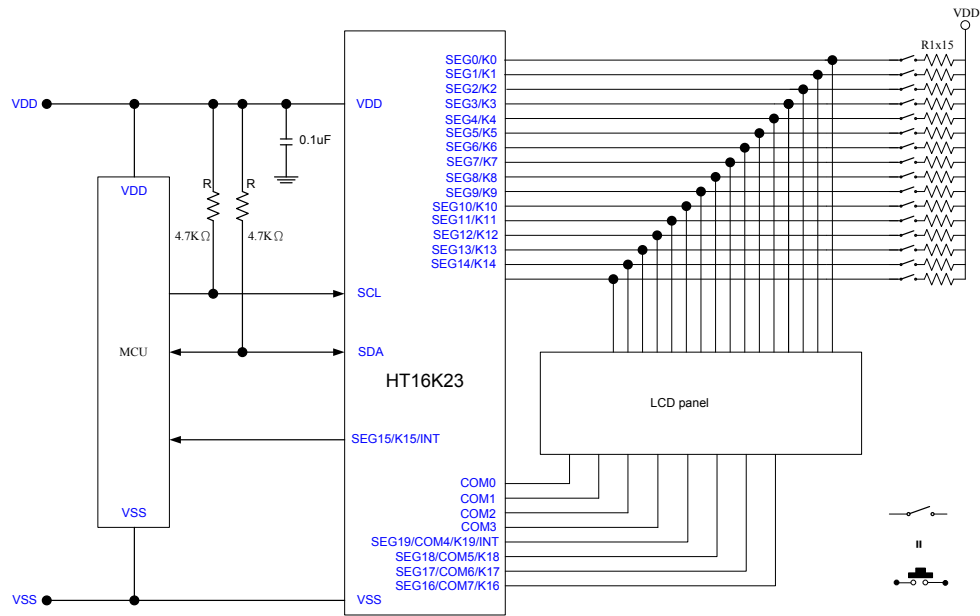 VDD
R1x15
SEG0/K0
SEG1/K1
SEG2/K2
SEG3/K3
SEG4/K4
SEG5/K5
SEG6/K6
SEG7/K7
SEG8/K8
SEG9/K9
SEG10/K10
SEG11/K11
SEG12/K12
SEG13/K13
SEG14/K14
VDD
VDD
0.1uF
VDD
R
R
4.7KΩ
4.7KΩ
SCL
MCU
SDA
HT16K23
LCD panel
SEG15/K15/INT
COM0
COM1
COM2
COM3
SEG19/COM4/K19/INT
SEG18/COM5/K18
SEG17/COM6/K17
SEG16/COM7/K16
VSS
VSS
VSS
=